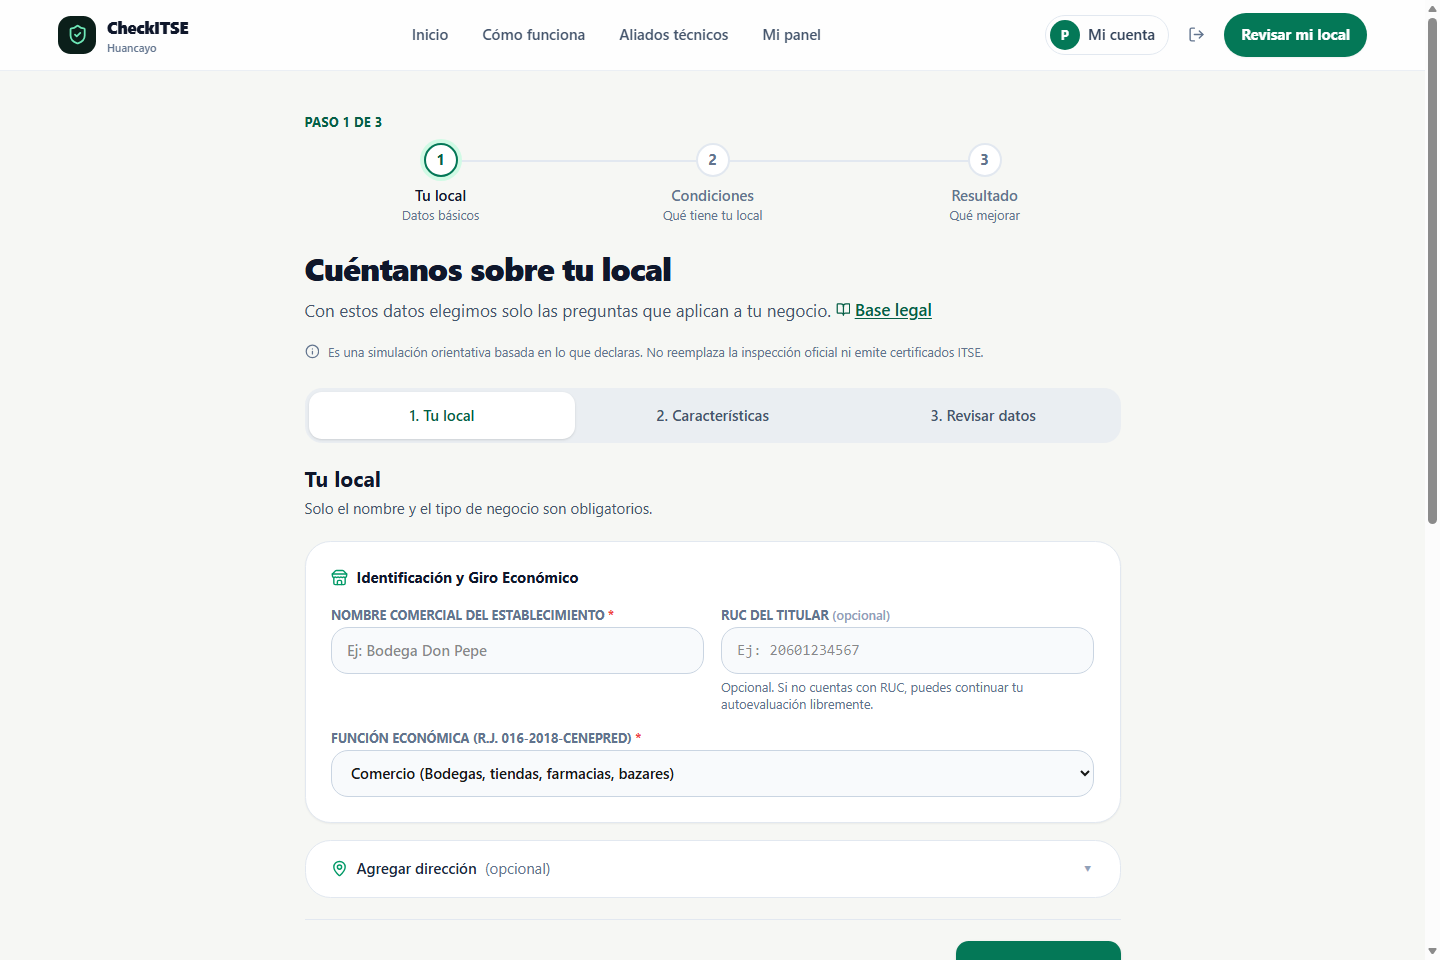 CheckITSE
Huancayo
Inicio
Cómo funciona
Aliados técnicos
Mi panel
P
Mi cuenta
Revisar mi local
PASO 1 DE 3
1
2
3
Tu local
Condiciones
Resultado
Datos básicos
Qué tiene tu local
Qué mejorar
Cuéntanos sobre tu local
Con estos datos elegimos solo las preguntas que aplican a tu negocio. Base legal
Es una simulación orientativa basada en lo que declaras. No reemplaza la inspección oficial ni emite certificados ITSE.
1. Tu local
2. Características
3. Revisar datos
Tu local
Solo el nombre y el tipo de negocio son obligatorios.
Identificación y Giro Económico
NOMBRE COMERCIAL DEL ESTABLECIMIENTO *
Ej: Bodega Don Pepe
RUC DEL TITULAR (opcional)
Ej: 20601234567
Opcional. Si no cuentas con RUC, puedes continuar tu
autoevaluación libremente.
FUNCIÓN ECONÓMICA (R.J. 016-2018-CENEPRED) *
Comercio (Bodegas, tiendas, farmacias, bazares)
Agregar dirección (opcional)